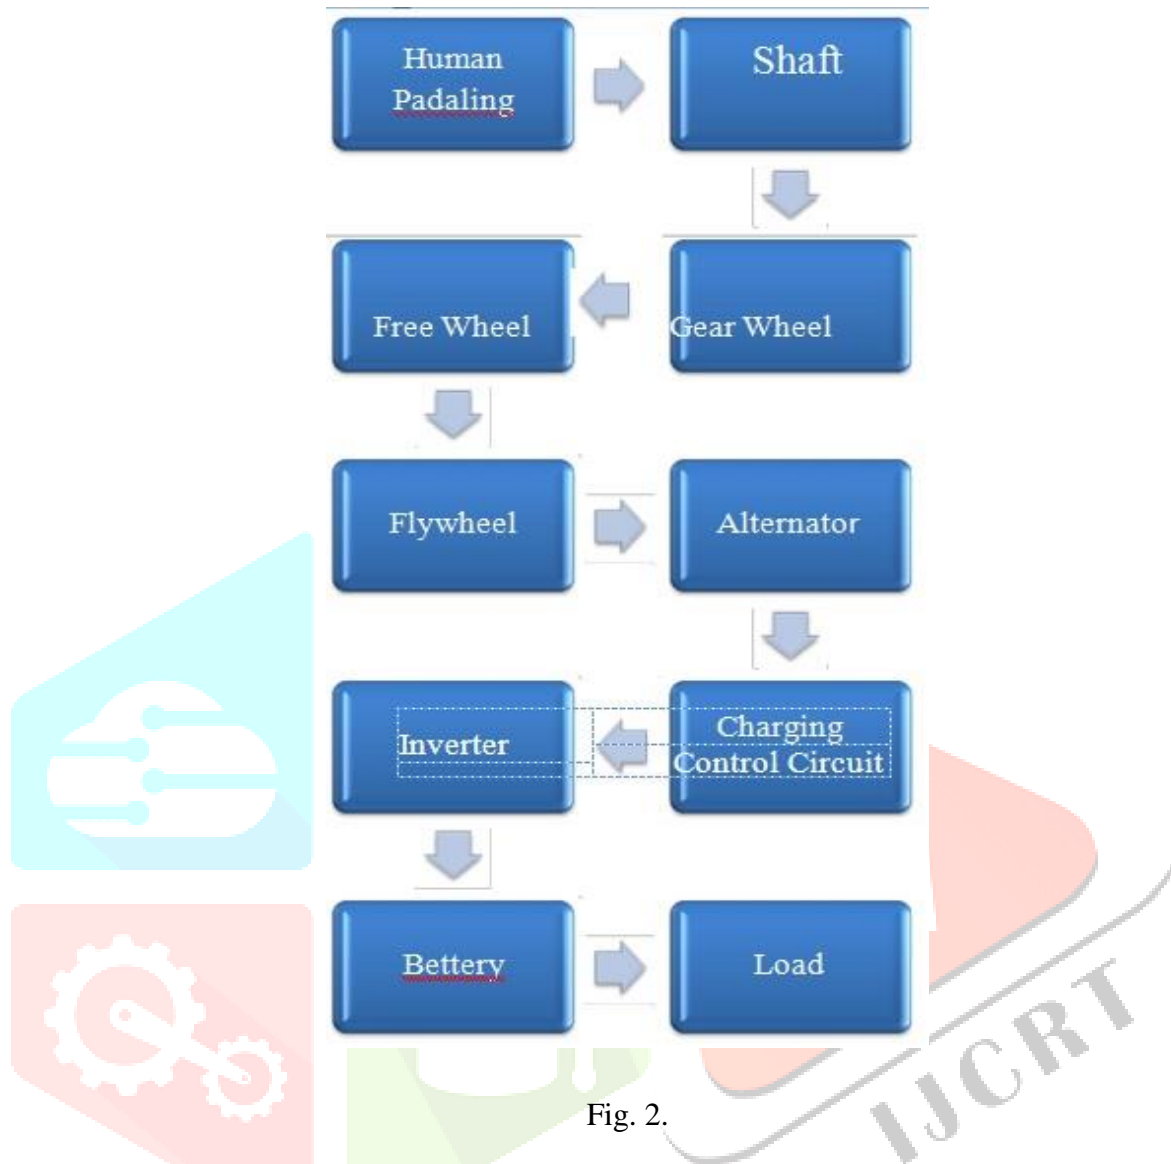 Human
Padaling
Shaft
Free Wheel
Gear Wheel
Flywheel
Alternator
Inverter
Charging
Control Circuit
Bettery
Load
Fig. 2.
IJCRT